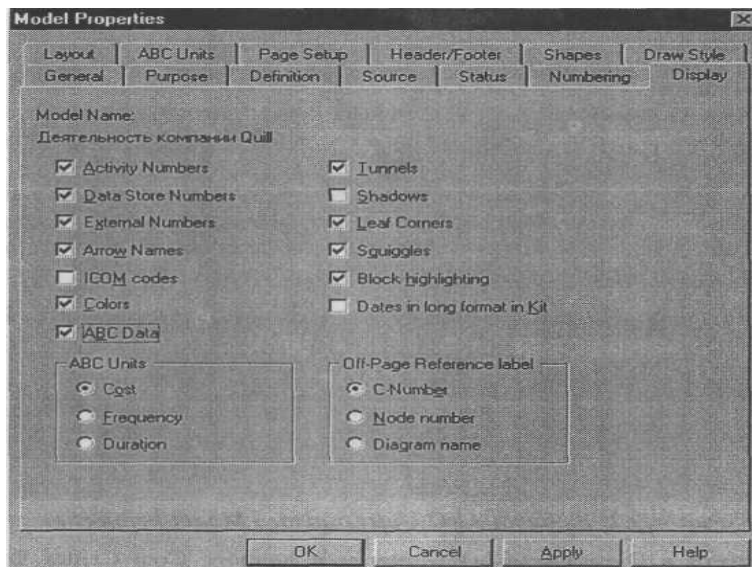 Model Properties
Layout ABC Units Page Setup Header/Footer Shapes Draw Style
General Purpose Definition Source Status Numbering Display
Model Name:
Деятельность компании Quill
Activity Numbers
Data Store Numbers
External Numbers
Arrow Names
ICOM codes
Colors
ABC Data
Tunnels
Shadows
Leaf Corners
Squiggles
Block highlighting
Dates in long format in Kit
ABC Units
Cost
Frequency
Duration
Off-Page Reference label
C-Number
Node number
Diagram name
OK Cancel Apply Help